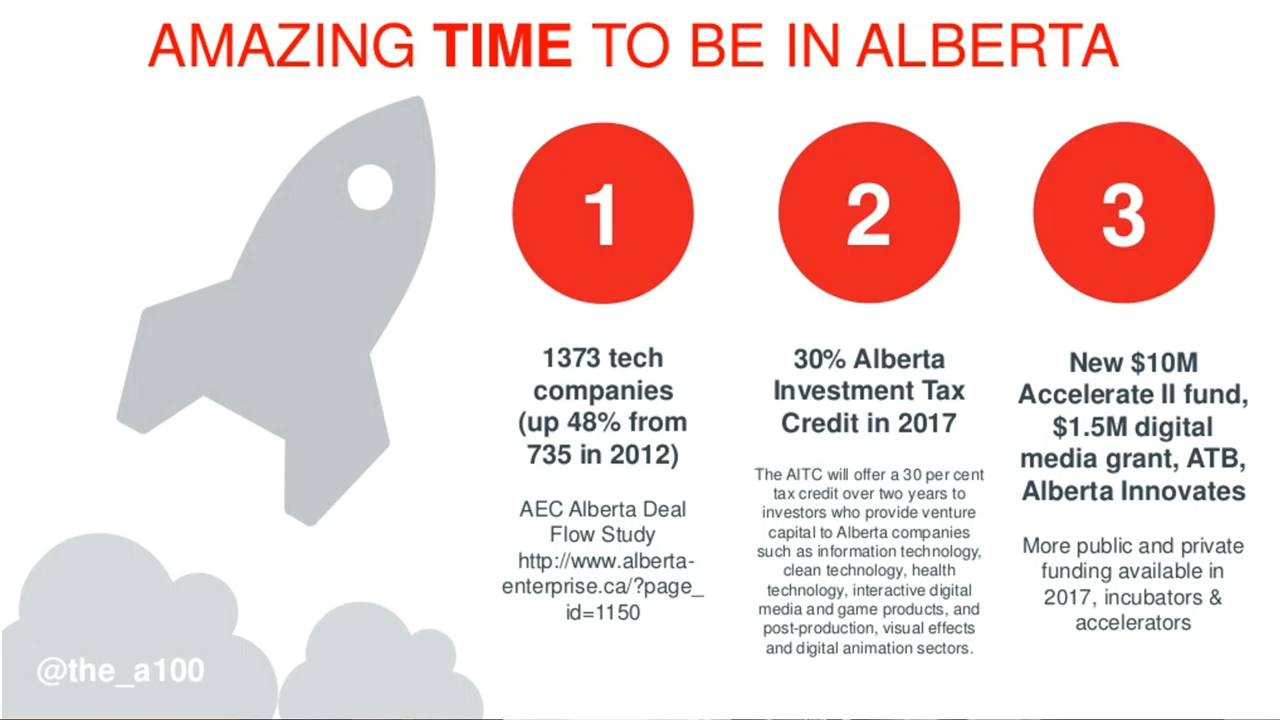 AMAZING TIME TO BE IN ALBERTA
1
1373 tech
companies
(up 48% from
735 in 2012)
AEC Alberta Deal
Flow Study
http://www.alberta-
enterprise.ca/?page_
id=1150
2
30% Alberta
Investment Tax
Credit in 2017
The AITC will offer a 30 per cent
tax credit over two years to
investors who provide venture
capital to Alberta companies
such as information technology,
clean technology, health
technology, interactive digital
media and game products, and
post-production, visual effects
and digital animation sectors.
3
New $10M
Accelerate II fund,
$1.5M digital
media grant, ATB,
Alberta Innovates
More public and private
funding available in
2017, incubators &
accelerators
@the_a100